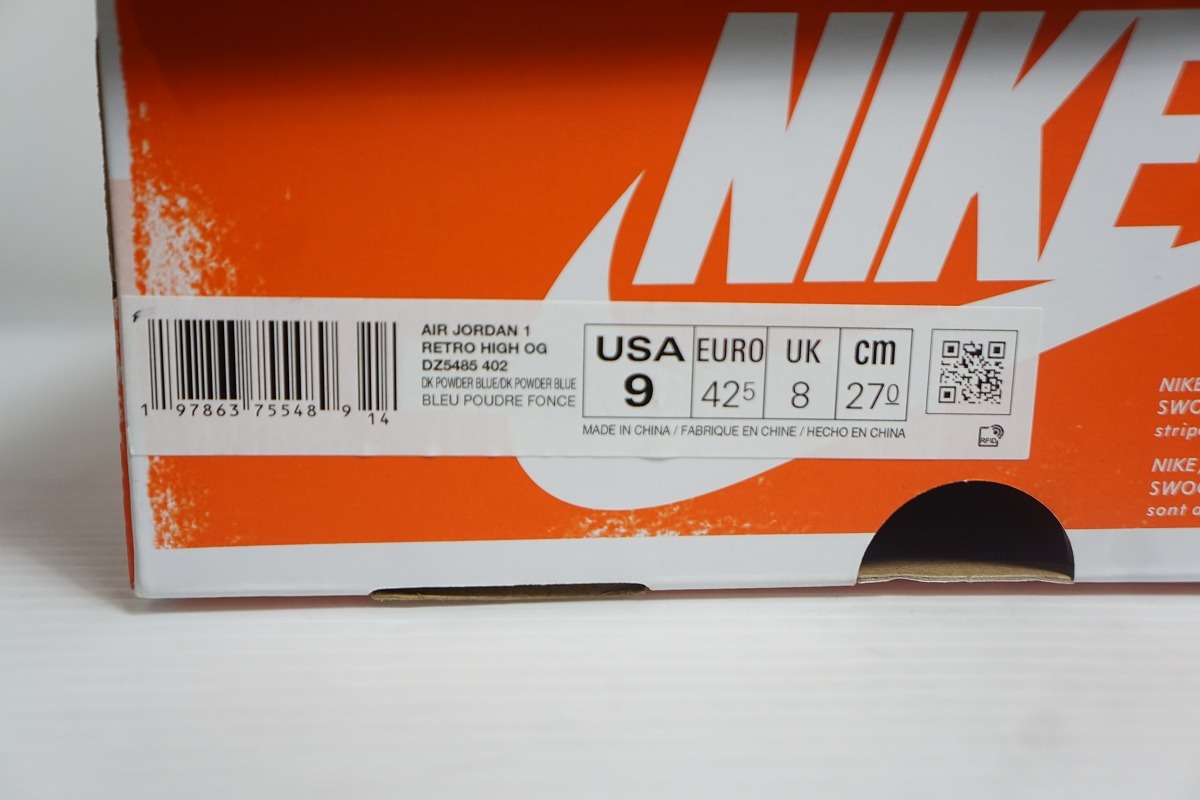 NIKE
AIR JORDAN 1
RETRO HIGH OG
DZ5485 402
DK POWDER BLUE/DK POWDER BLUE
BLEU POUDRE FONCE
1 97863 75548 9 14
USA EURO UK cm
9 42 5 8 27 0
MADE IN CHINA / FABRIQUE EN CHINE / HECHO EN CHINA
RFID
NIKE
SWO
strip
NIKE,
SWOO
sont